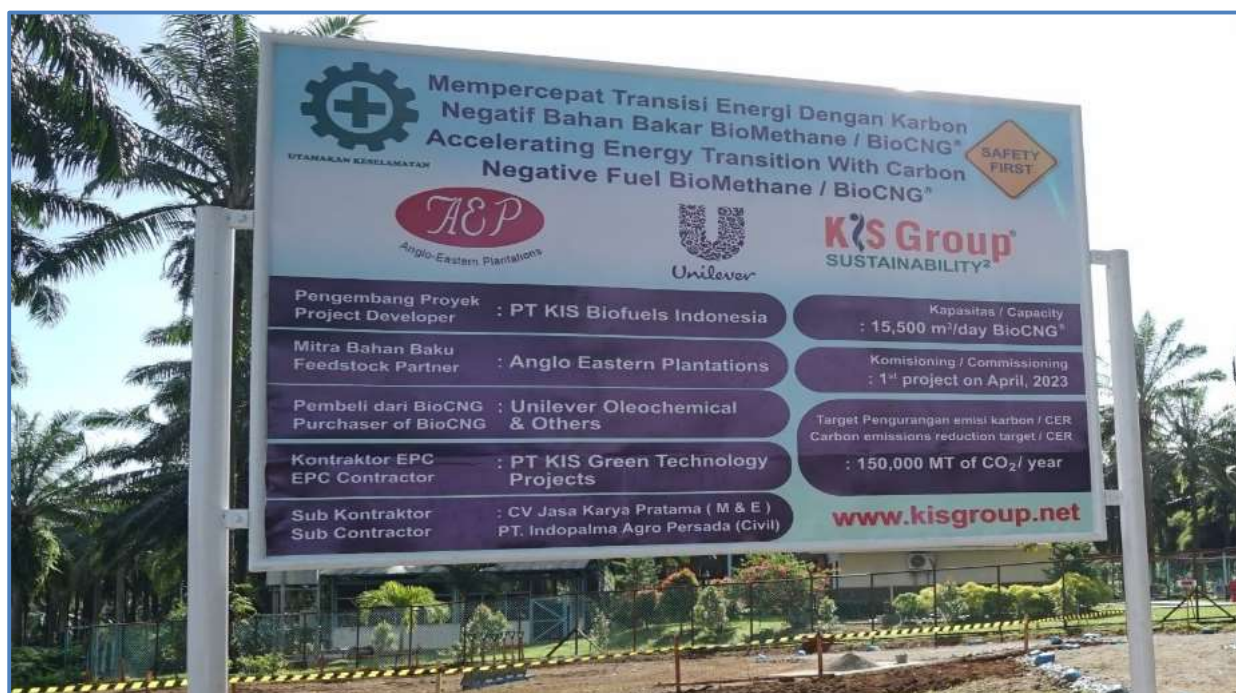 Mempercepat Transisi Energi Dengan Karbon
Negatif Bahan Bakar BioMethane / BioCNG®
Accelerating Energy Transition With Carbon
Negative Fuel BioMethane / BioCNG®
UTAMAKAN KESELAMATAN
SAFETY
FIRST
AEP
Anglo-Eastern Plantations
Unilever
KIS Group®
SUSTAINABILITY²
Pengembang Proyek
Project Developer : PT KIS Biofuels Indonesia
Mitra Bahan Baku
Feedstock Partner : Anglo Eastern Plantations
Pembeli dari BioCNG : Unilever Oleochemical
Purchaser of BioCNG & Others
Kontraktor EPC : PT KIS Green Technology
EPC Contractor Projects
Sub Kontraktor : CV Jasa Karya Pratama ( M & E )
Sub Contractor PT. Indopalma Agro Persada (Civil)
Kapasitas / Capacity
: 15,500 m³/day BioCNG®
Komisioning / Commissioning
: 1st project on April, 2023
Target Pengurangan emisi karbon / CER
Carbon emissions reduction target / CER
: 150,000 MT of CO₂/ year
www.kisgroup.net